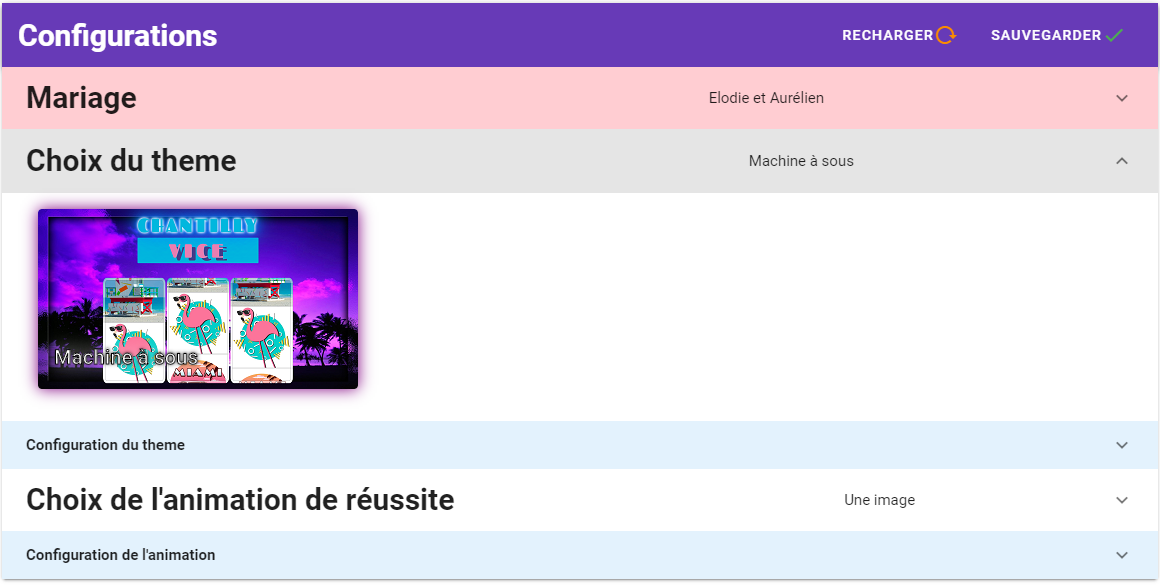 Configurations
RECHARGER
SAUVEGARDER
Mariage
Elodie et Aurélien
Choix du theme
Machine à sous
CHANTILLY
VICE
Machine à sous
MIAMI
Configuration du theme
Choix de l'animation de réussite
Une image
Configuration de l'animation